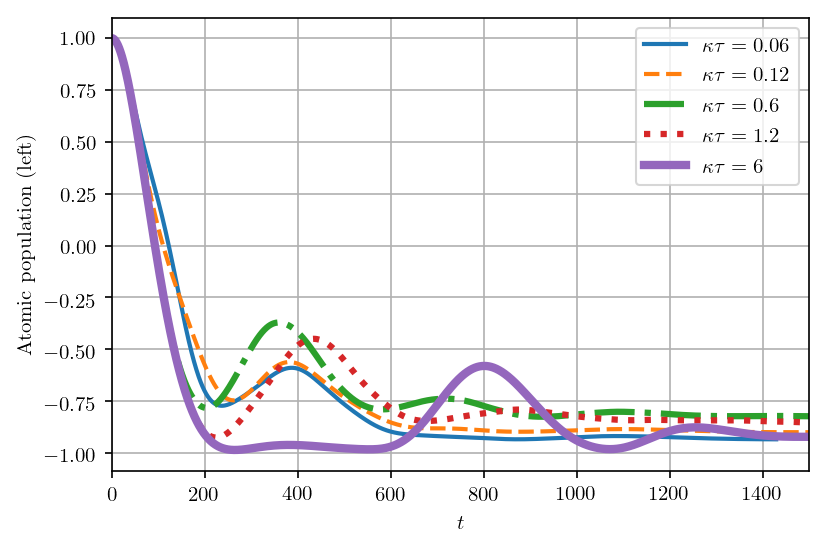 1.00
0.75
0.50
0.25
0.00
−0.25
−0.50
−0.75
−1.00
Atomic population (left)
κτ = 0.06
κτ = 0.12
κτ = 0.6
κτ = 1.2
κτ = 6
0 200 400 600 800 1000 1200 1400
t